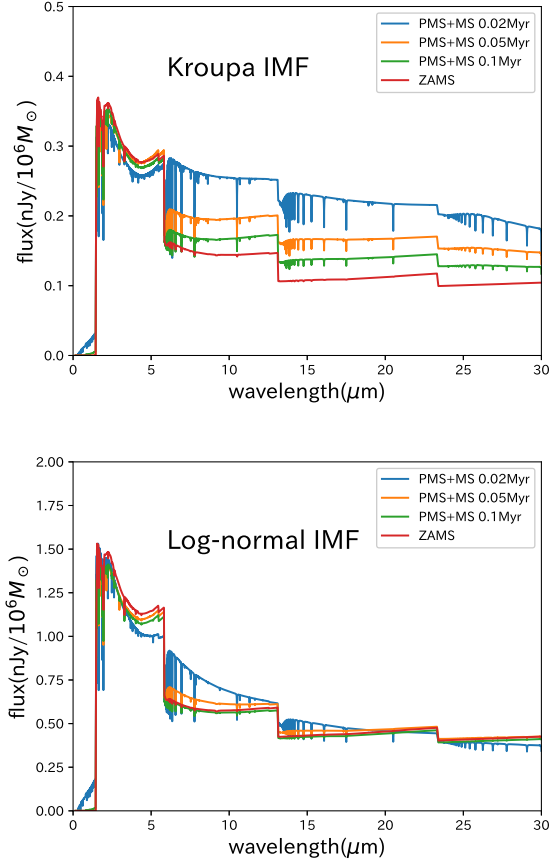 0.5
PMS+MS 0.02Myr
PMS+MS 0.05Myr
PMS+MS 0.1Myr
ZAMS
Kroupa IMF
0.4
0.3
0.2
0.1
0.0
flux(nJy/10⁶M⊙)
0 5 10 15 20 25 30
wavelength(μm)
2.00
PMS+MS 0.02Myr
PMS+MS 0.05Myr
PMS+MS 0.1Myr
ZAMS
Log-normal IMF
1.75
1.50
1.25
1.00
0.75
0.50
0.25
0.00
flux(nJy/10⁶M⊙)
0 5 10 15 20 25 30
wavelength(μm)